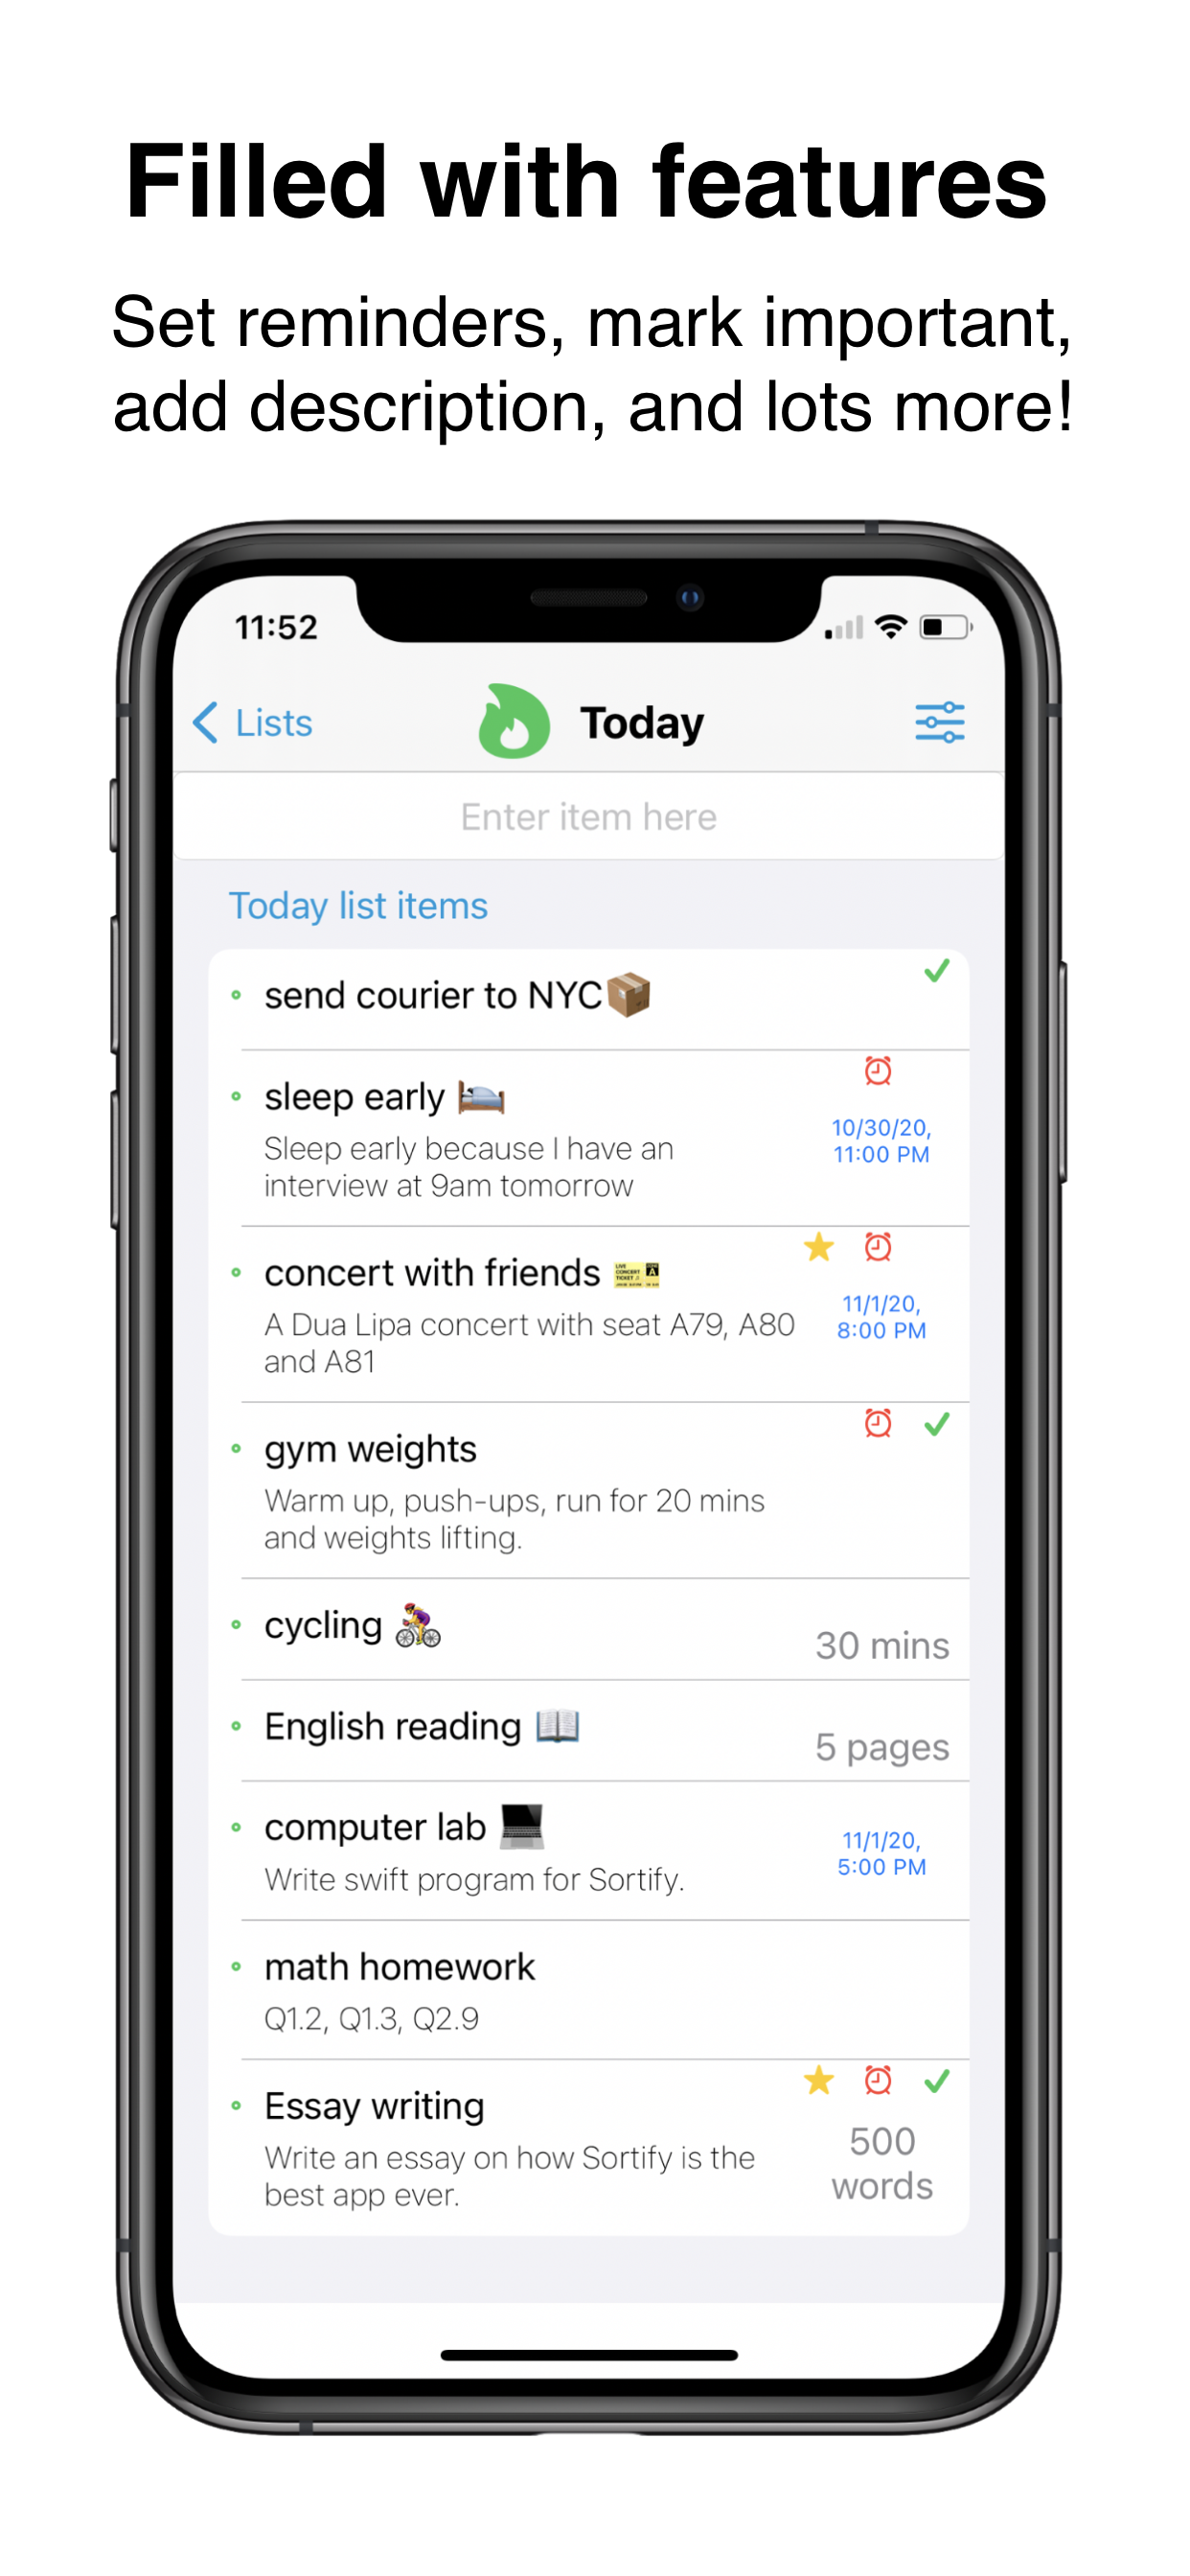 Filled with features
Set reminders, mark important,
add description, and lots more!
11:52
Lists
Today
Enter item here
Today list items
send courier to NYC
sleep early
Sleep early because I have an
interview at 9am tomorrow
10/30/20,
11:00 PM
concert with friends
A Dua Lipa concert with seat A79, A80
and A81
11/1/20,
8:00 PM
gym weights
Warm up, push-ups, run for 20 mins
and weights lifting.
cycling
30 mins
English reading
5 pages
computer lab
Write swift program for Sortify.
11/1/20,
5:00 PM
math homework
Q1.2, Q1.3, Q2.9
Essay writing
Write an essay on how Sortify is the
best app ever.
500
words